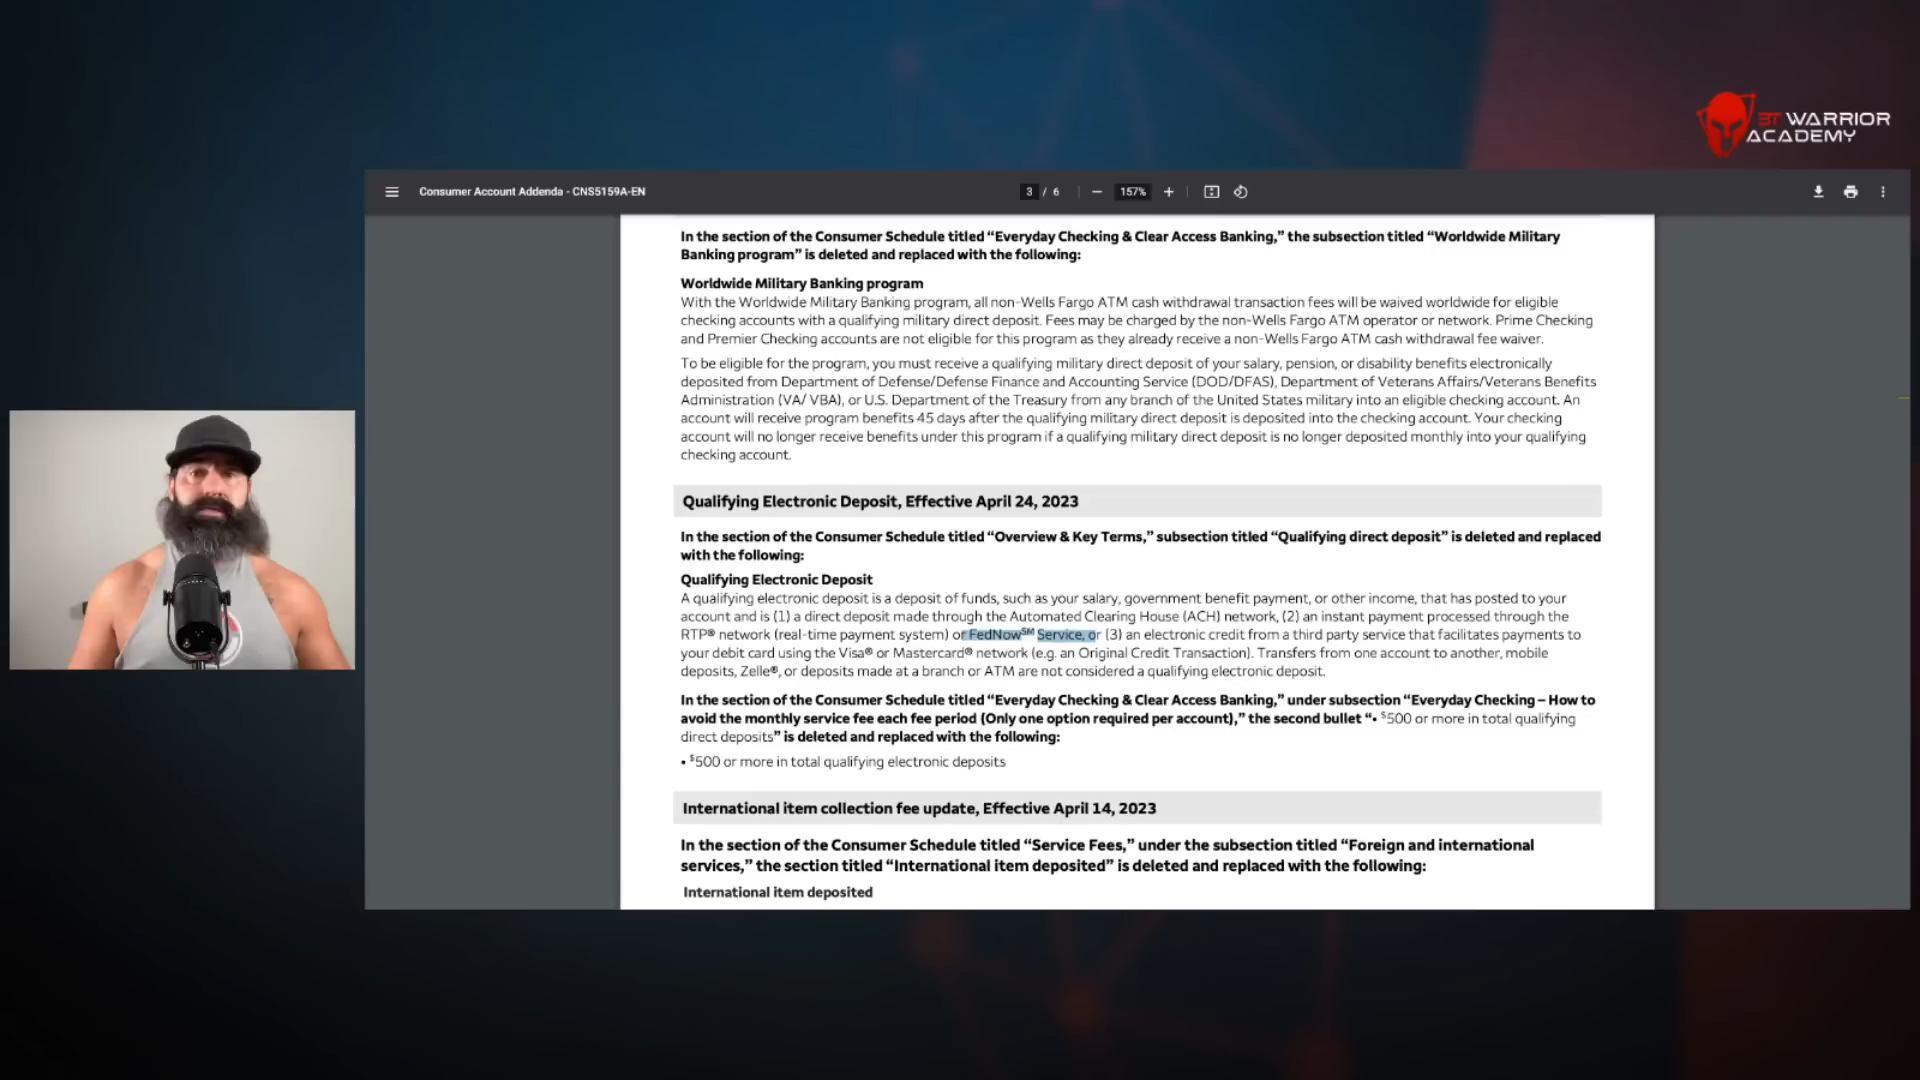 3T WARRIOR
ACADEMY
Consumer Account Addenda - CNS5159A-EN
3 / 6
157%
In the section of the Consumer Schedule titled “Everyday Checking & Clear Access Banking,” the subsection titled “Worldwide Military
Banking program” is deleted and replaced with the following:
Worldwide Military Banking program
With the Worldwide Military Banking program, all non-Wells Fargo ATM cash withdrawal transaction fees will be waived worldwide for eligible
checking accounts with a qualifying military direct deposit. Fees may be charged by the non-Wells Fargo ATM operator or network. Prime Checking
and Premier Checking accounts are not eligible for this program as they already receive a non-Wells Fargo ATM cash withdrawal fee waiver.
To be eligible for the program, you must receive a qualifying military direct deposit of your salary, pension, or disability benefits electronically
deposited from Department of Defense/Defense Finance and Accounting Service (DOD/DFAS), Department of Veterans Affairs/Veterans Benefits
Administration (VA/ VBA), or U.S. Department of the Treasury from any branch of the United States military into an eligible checking account. An
account will receive program benefits 45 days after the qualifying military direct deposit is deposited into the checking account. Your checking
account will no longer receive benefits under this program if a qualifying military direct deposit is no longer deposited monthly into your qualifying
checking account.
Qualifying Electronic Deposit, Effective April 24, 2023
In the section of the Consumer Schedule titled “Overview & Key Terms,” subsection titled “Qualifying direct deposit” is deleted and replaced
with the following:
Qualifying Electronic Deposit
A qualifying electronic deposit is a deposit of funds, such as your salary, government benefit payment, or other income, that has posted to your
account and is (1) a direct deposit made through the Automated Clearing House (ACH) network, (2) an instant payment processed through the
RTP® network (real-time payment system) or FedNow℠ Service, or (3) an electronic credit from a third party service that facilitates payments to
your debit card using the Visa® or Mastercard® network (e.g. an Original Credit Transaction). Transfers from one account to another, mobile
deposits, Zelle®, or deposits made at a branch or ATM are not considered a qualifying electronic deposit.
In the section of the Consumer Schedule titled “Everyday Checking & Clear Access Banking,” under subsection “Everyday Checking – How to
avoid the monthly service fee each fee period (Only one option required per account),” the second bullet “• $500 or more in total qualifying
direct deposits” is deleted and replaced with the following:
• $500 or more in total qualifying electronic deposits
International item collection fee update, Effective April 14, 2023
In the section of the Consumer Schedule titled “Service Fees,” under the subsection titled “Foreign and international
services,” the section titled “International item deposited” is deleted and replaced with the following:
International item deposited